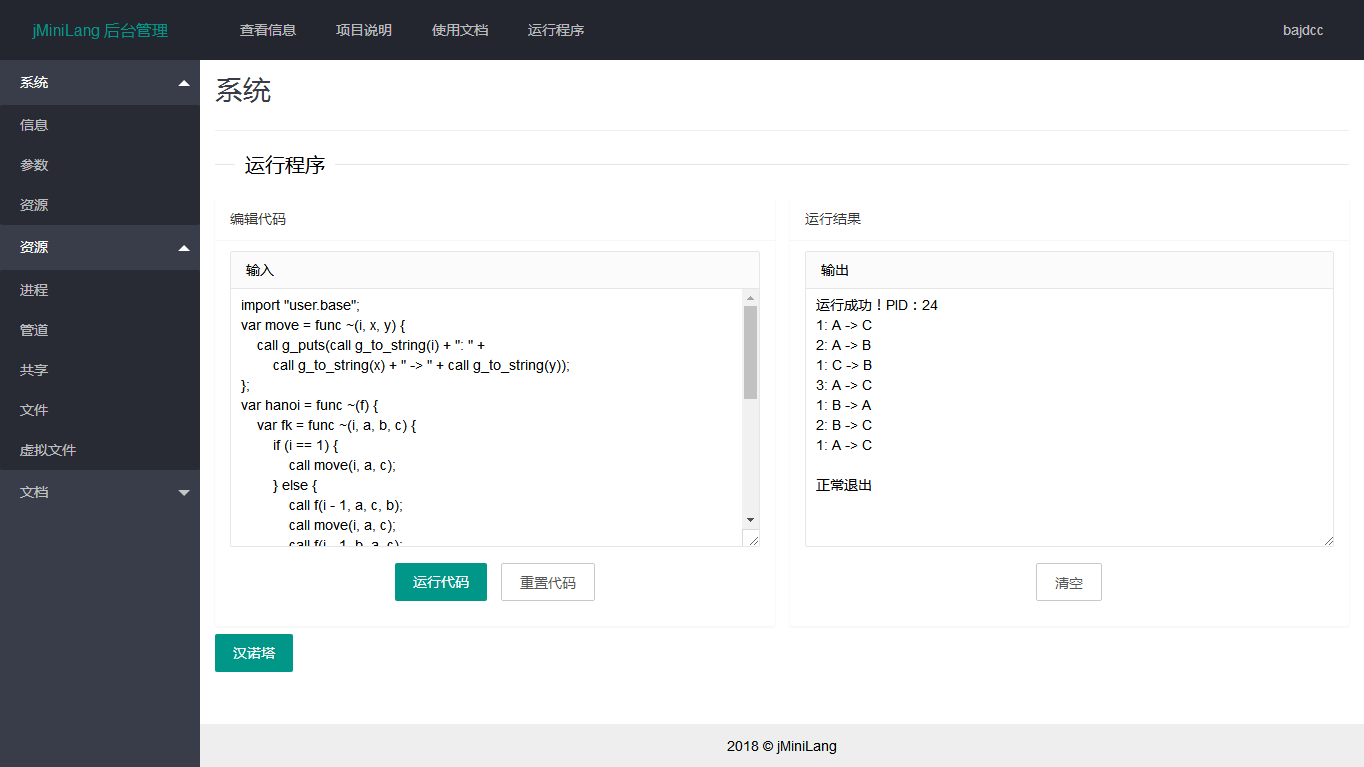 jMiniLang 后台管理
查看信息
项目说明
使用文档
运行程序
bajdcc
系统
信息
参数
资源
资源
进程
管道
共享
文件
虚拟文件
文档
系统
运行程序
编辑代码
输入
import "user.base";
var move = func ~(i, x, y) {
call g_puts(call g_to_string(i) + ": " +
call g_to_string(x) + " -> " + call g_to_string(y));
};
var hanoi = func ~(f) {
var fk = func ~(i, a, b, c) {
if (i == 1) {
call move(i, a, c);
} else {
call f(i - 1, a, c, b);
call move(i, a, c);
call f(i - 1, b, a, c);
运行代码
重置代码
运行结果
输出
运行成功！PID：24
1: A -> C
2: A -> B
1: C -> B
3: A -> C
1: B -> A
2: B -> C
1: A -> C
正常退出
清空
汉诺塔
2018 © jMiniLang